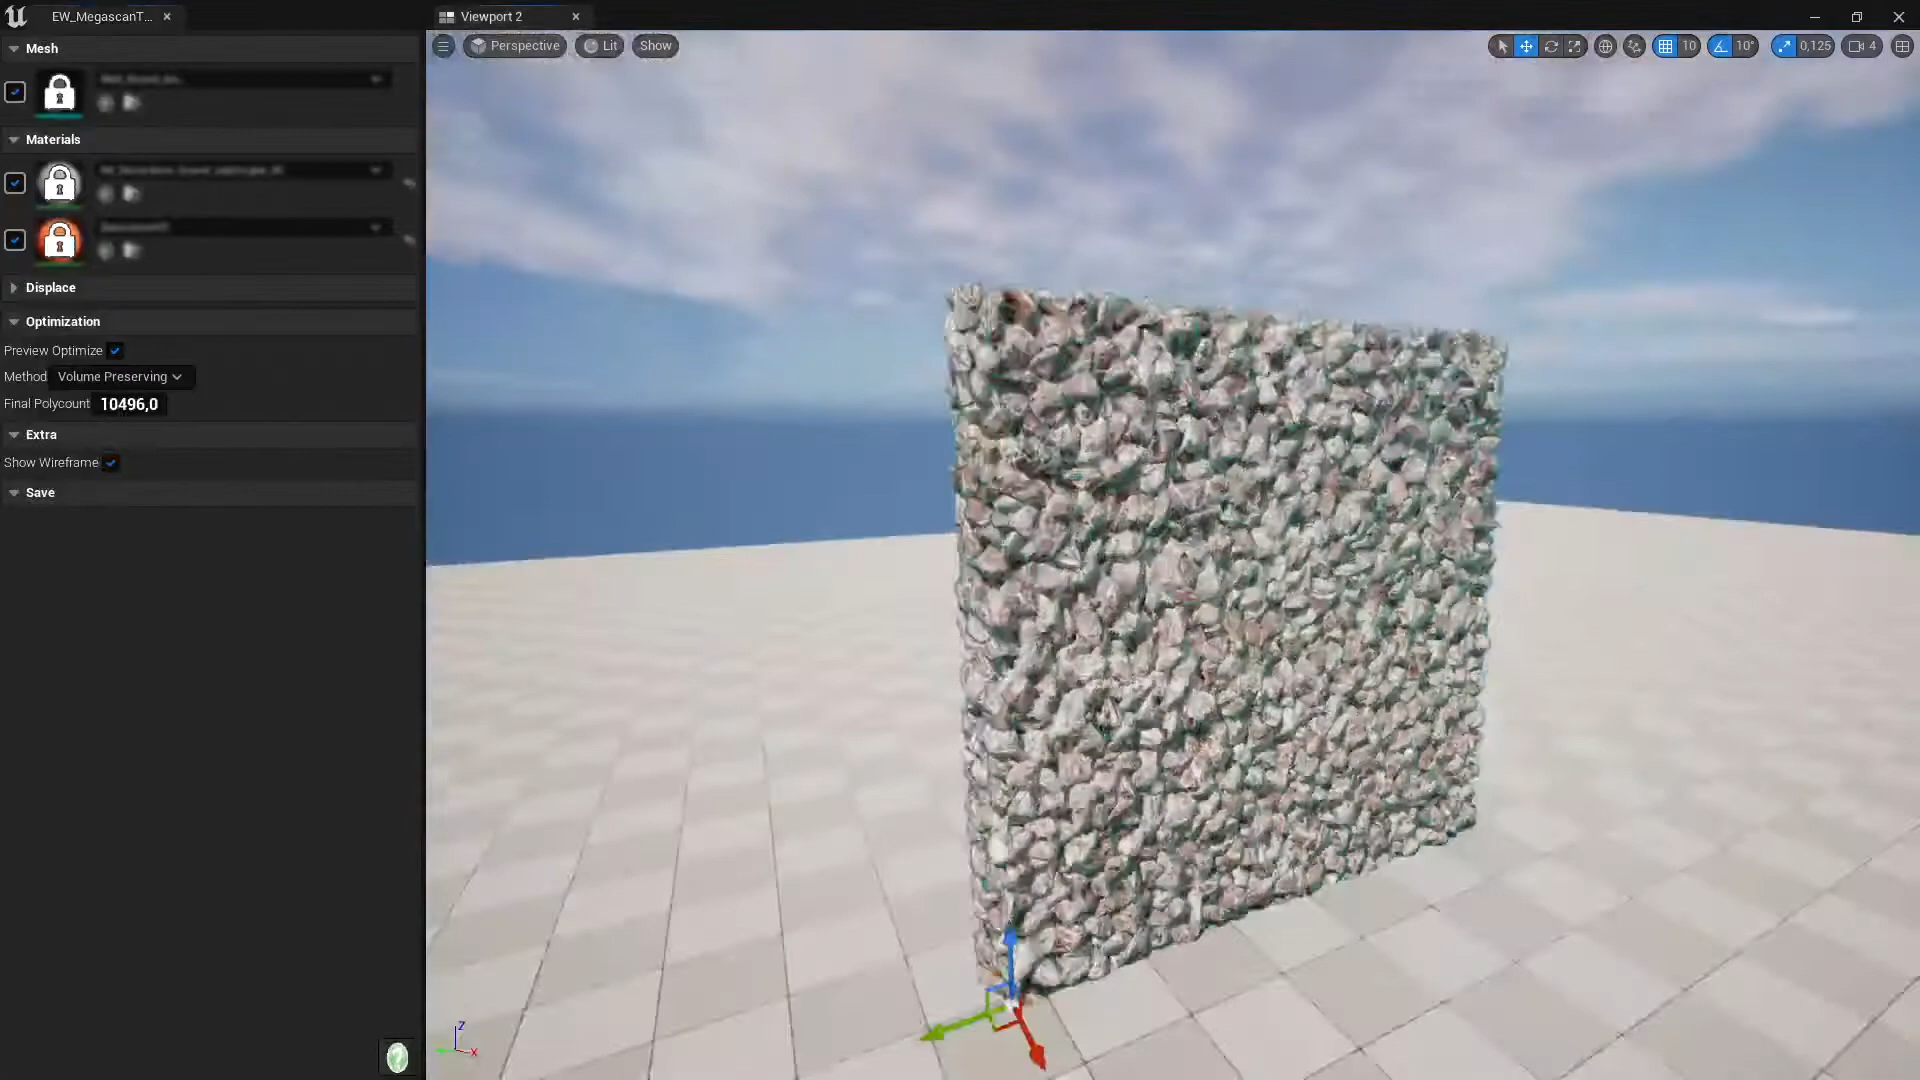 EW_MegascanT...
Viewport 2
Mesh
Perspective
Lit
Show
10
10°
0,125
4
Materials
Displace
Optimization
Preview Optimize
Method
Volume Preserving
Final Polycount
10496,0
Extra
Show Wireframe
Save
Z
X